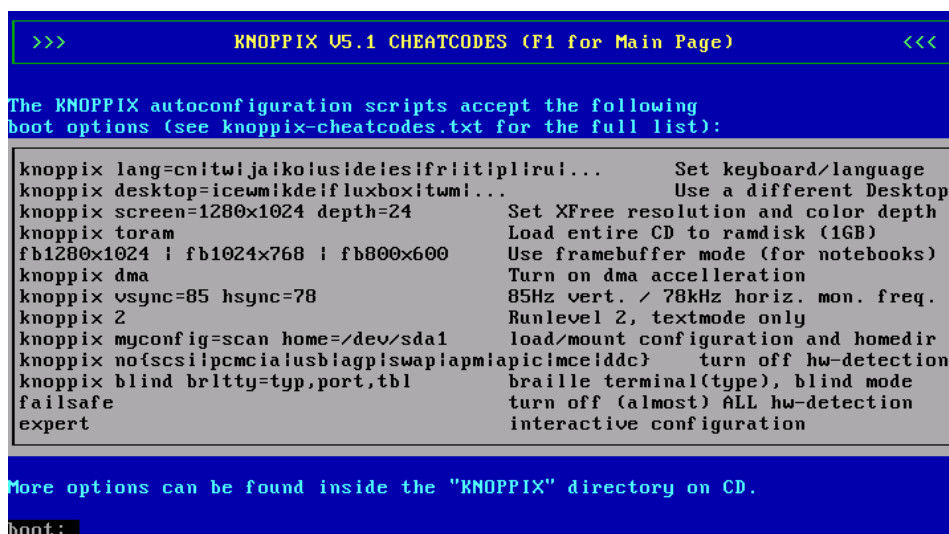 >>> KNOPPIX V5.1 CHEATCODES (F1 for Main Page) <<<
The KNOPPIX autoconfiguration scripts accept the following
boot options (see knoppix-cheatcodes.txt for the full list):
knoppix lang=cn|tw|ja|ko|us|de|es|fr|it|pl|ru|... Set keyboard/language
knoppix desktop=icewm|kde|fluxbox|twm|... Use a different Desktop
knoppix screen=1280x1024 depth=24 Set XFree resolution and color depth
knoppix toram Load entire CD to ramdisk (1GB)
fb1280x1024 | fb1024x768 | fb800x600 Use framebuffer mode (for notebooks)
knoppix dma Turn on dma accelleration
knoppix vsync=85 hsync=78 85Hz vert. / 78kHz horiz. mon. freq.
knoppix 2 Runlevel 2, textmode only
knoppix myconfig=scan home=/dev/sda1 load/mount configuration and homedir
knoppix no{scsi|pcmcia|usb|agp|swap|apm|apic|mce|ddc} turn off hw-detection
knoppix blind brltty=typ,port,tbl braille terminal(type), blind mode
failsafe turn off (almost) ALL hw-detection
expert interactive configuration
More options can be found inside the "KNOPPIX" directory on CD.
boot: